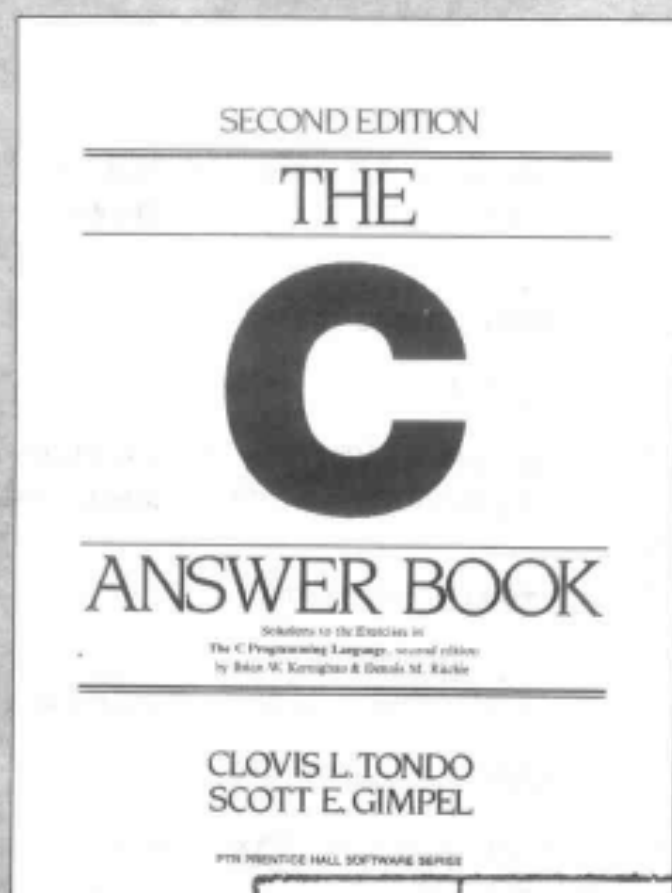 SECOND EDITION
THE
C
ANSWER BOOK
Solutions to the Exercises in
The C Programming Language, second edition
by Brian W. Kernighan & Dennis M. Ritchie
CLOVIS L. TONDO
SCOTT E. GIMPEL
PTR PRENTICE HALL SOFTWARE SERIES